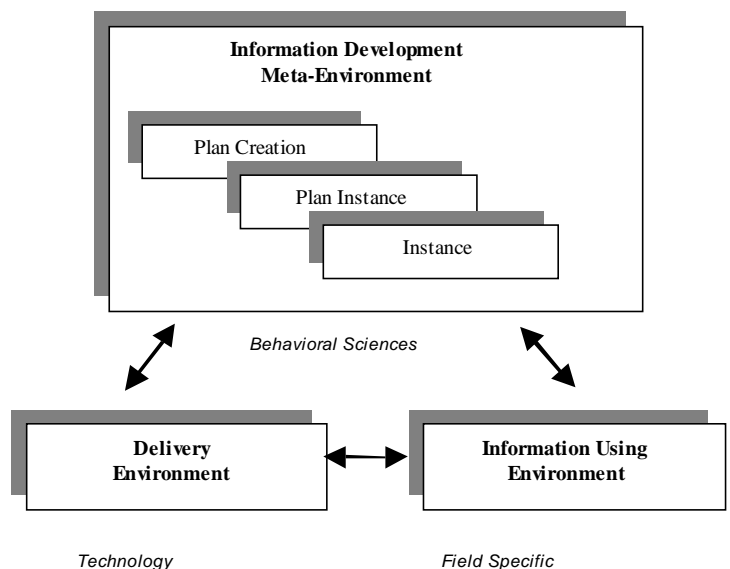 Information Development
Meta-Environment
Plan Creation
Plan Instance
Instance
Behavioral Sciences
Delivery
Environment
Information Using
Environment
Technology
Field Specific